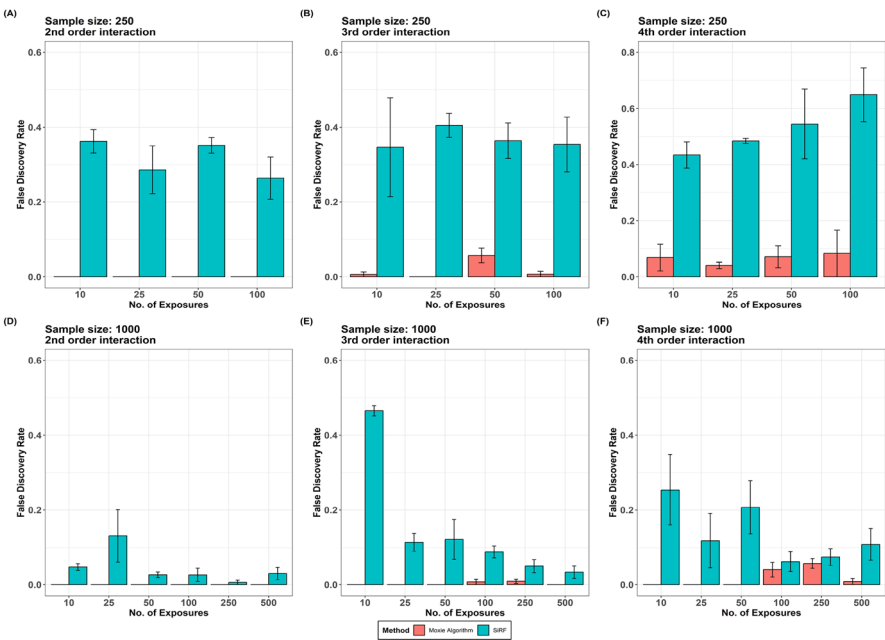 (A)
Sample size: 250
2nd order interaction
False Discovery Rate
0.6
0.4
0.2
0.0
10 25 50 100
No. of Exposures
(B)
Sample size: 250
3rd order interaction
False Discovery Rate
0.6
0.4
0.2
0.0
10 25 50 100
No. of Exposures
(C)
Sample size: 250
4th order interaction
False Discovery Rate
0.8
0.6
0.4
0.2
0.0
10 25 50 100
No. of Exposures
(D)
Sample size: 1000
2nd order interaction
False Discovery Rate
0.6
0.4
0.2
0.0
10 25 50 100 250 500
No. of Exposures
(E)
Sample size: 1000
3rd order interaction
False Discovery Rate
0.6
0.4
0.2
0.0
10 25 50 100 250 500
No. of Exposures
(F)
Sample size: 1000
4th order interaction
False Discovery Rate
0.6
0.4
0.2
0.0
10 25 50 100 250 500
No. of Exposures
Method Moxie Algorithm SiRF